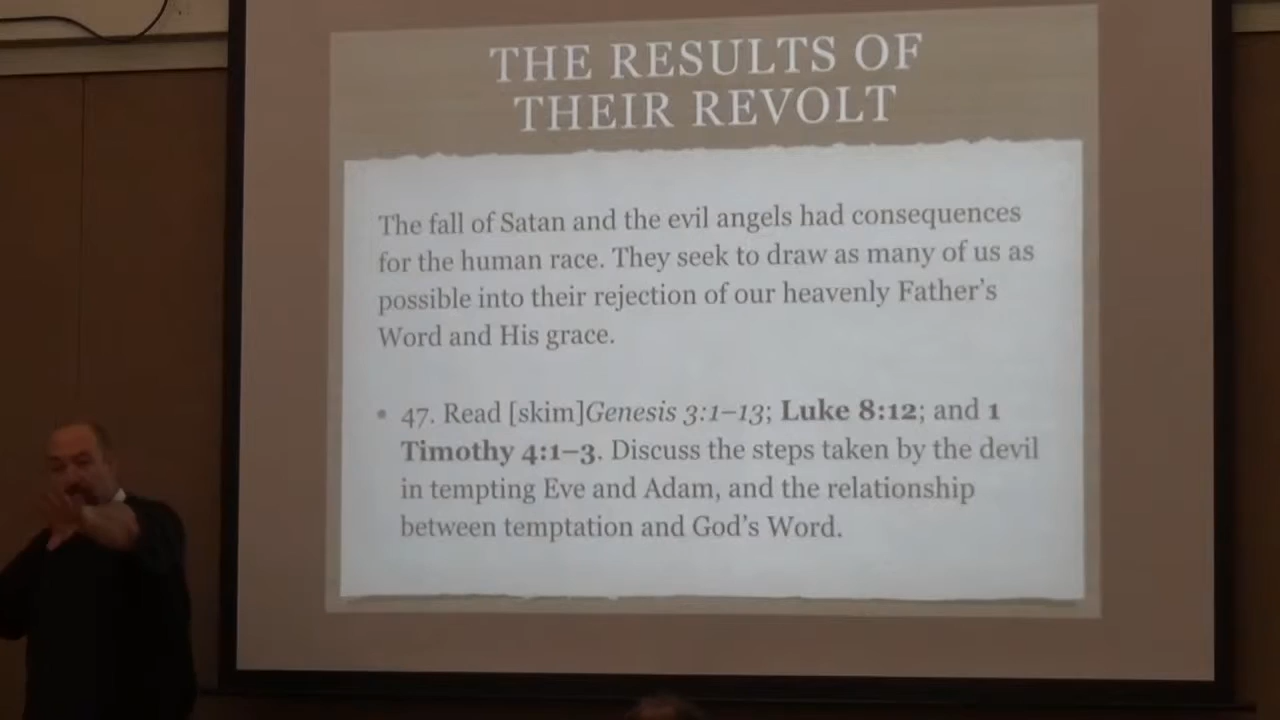 THE RESULTS OF
THEIR REVOLT
The fall of Satan and the evil angels had consequences
for the human race. They seek to draw as many of us as
possible into their rejection of our heavenly Father's
Word and His grace.
• 47. Read [skim]Genesis 3:1–13; Luke 8:12; and 1
Timothy 4:1–3. Discuss the steps taken by the devil
in tempting Eve and Adam, and the relationship
between temptation and God's Word.